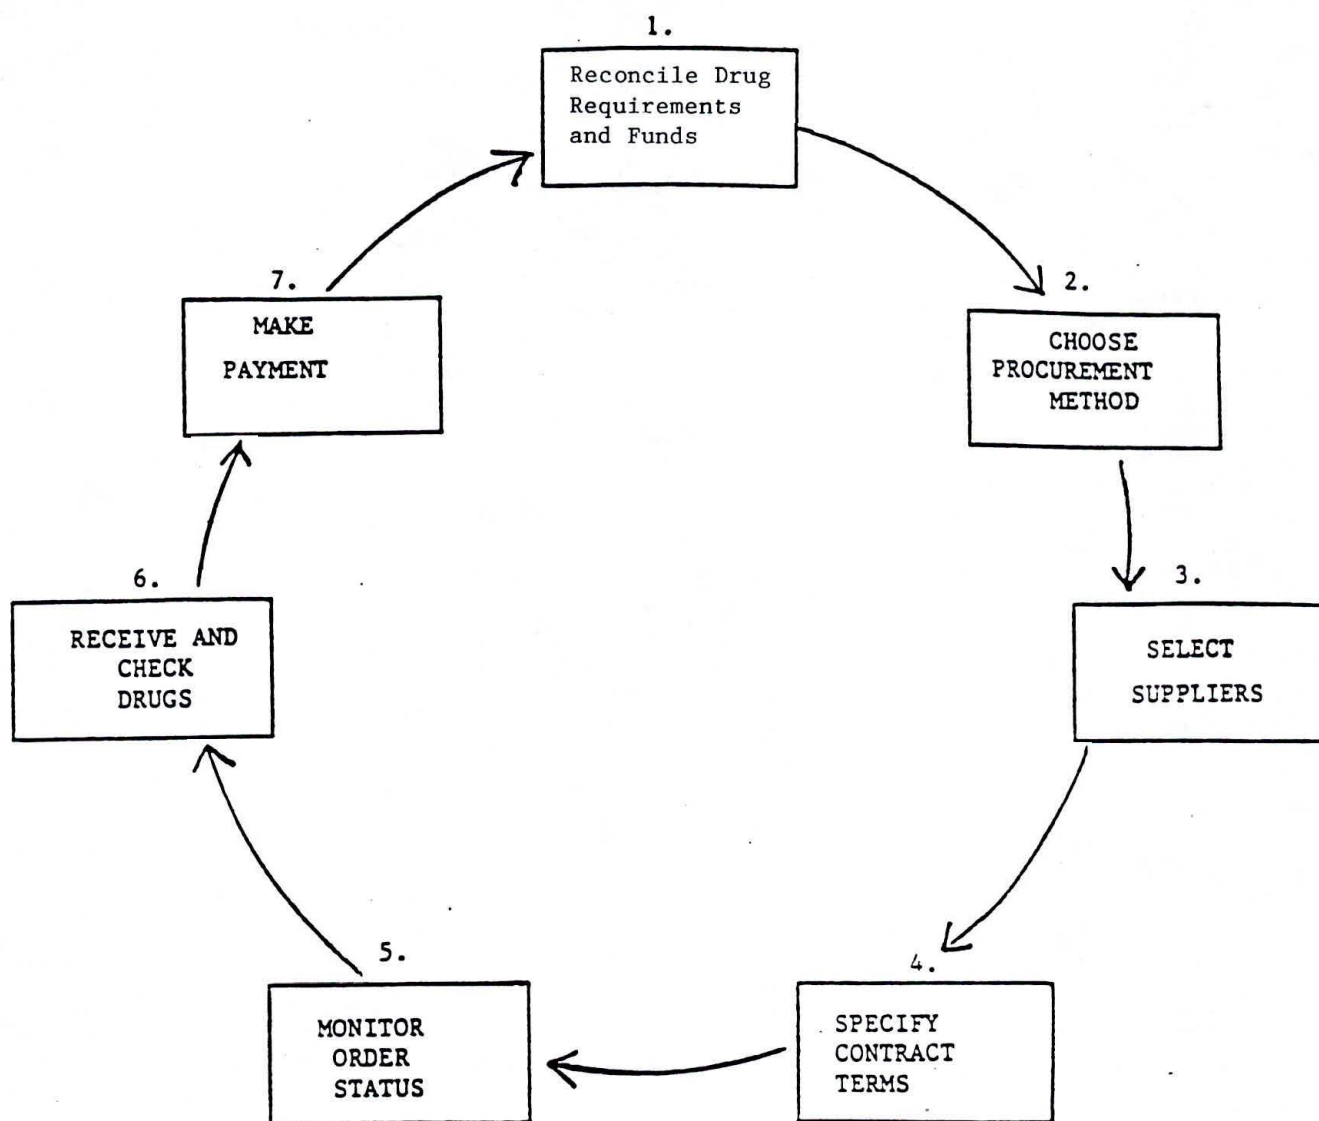 1.
Reconcile Drug
Requirements
and Funds
2.
CHOOSE
PROCUREMENT
METHOD
3.
SELECT
SUPPLIERS
4.
SPECIFY
CONTRACT
TERMS
5.
MONITOR
ORDER
STATUS
6.
RECEIVE AND
CHECK
DRUGS
7.
MAKE
PAYMENT